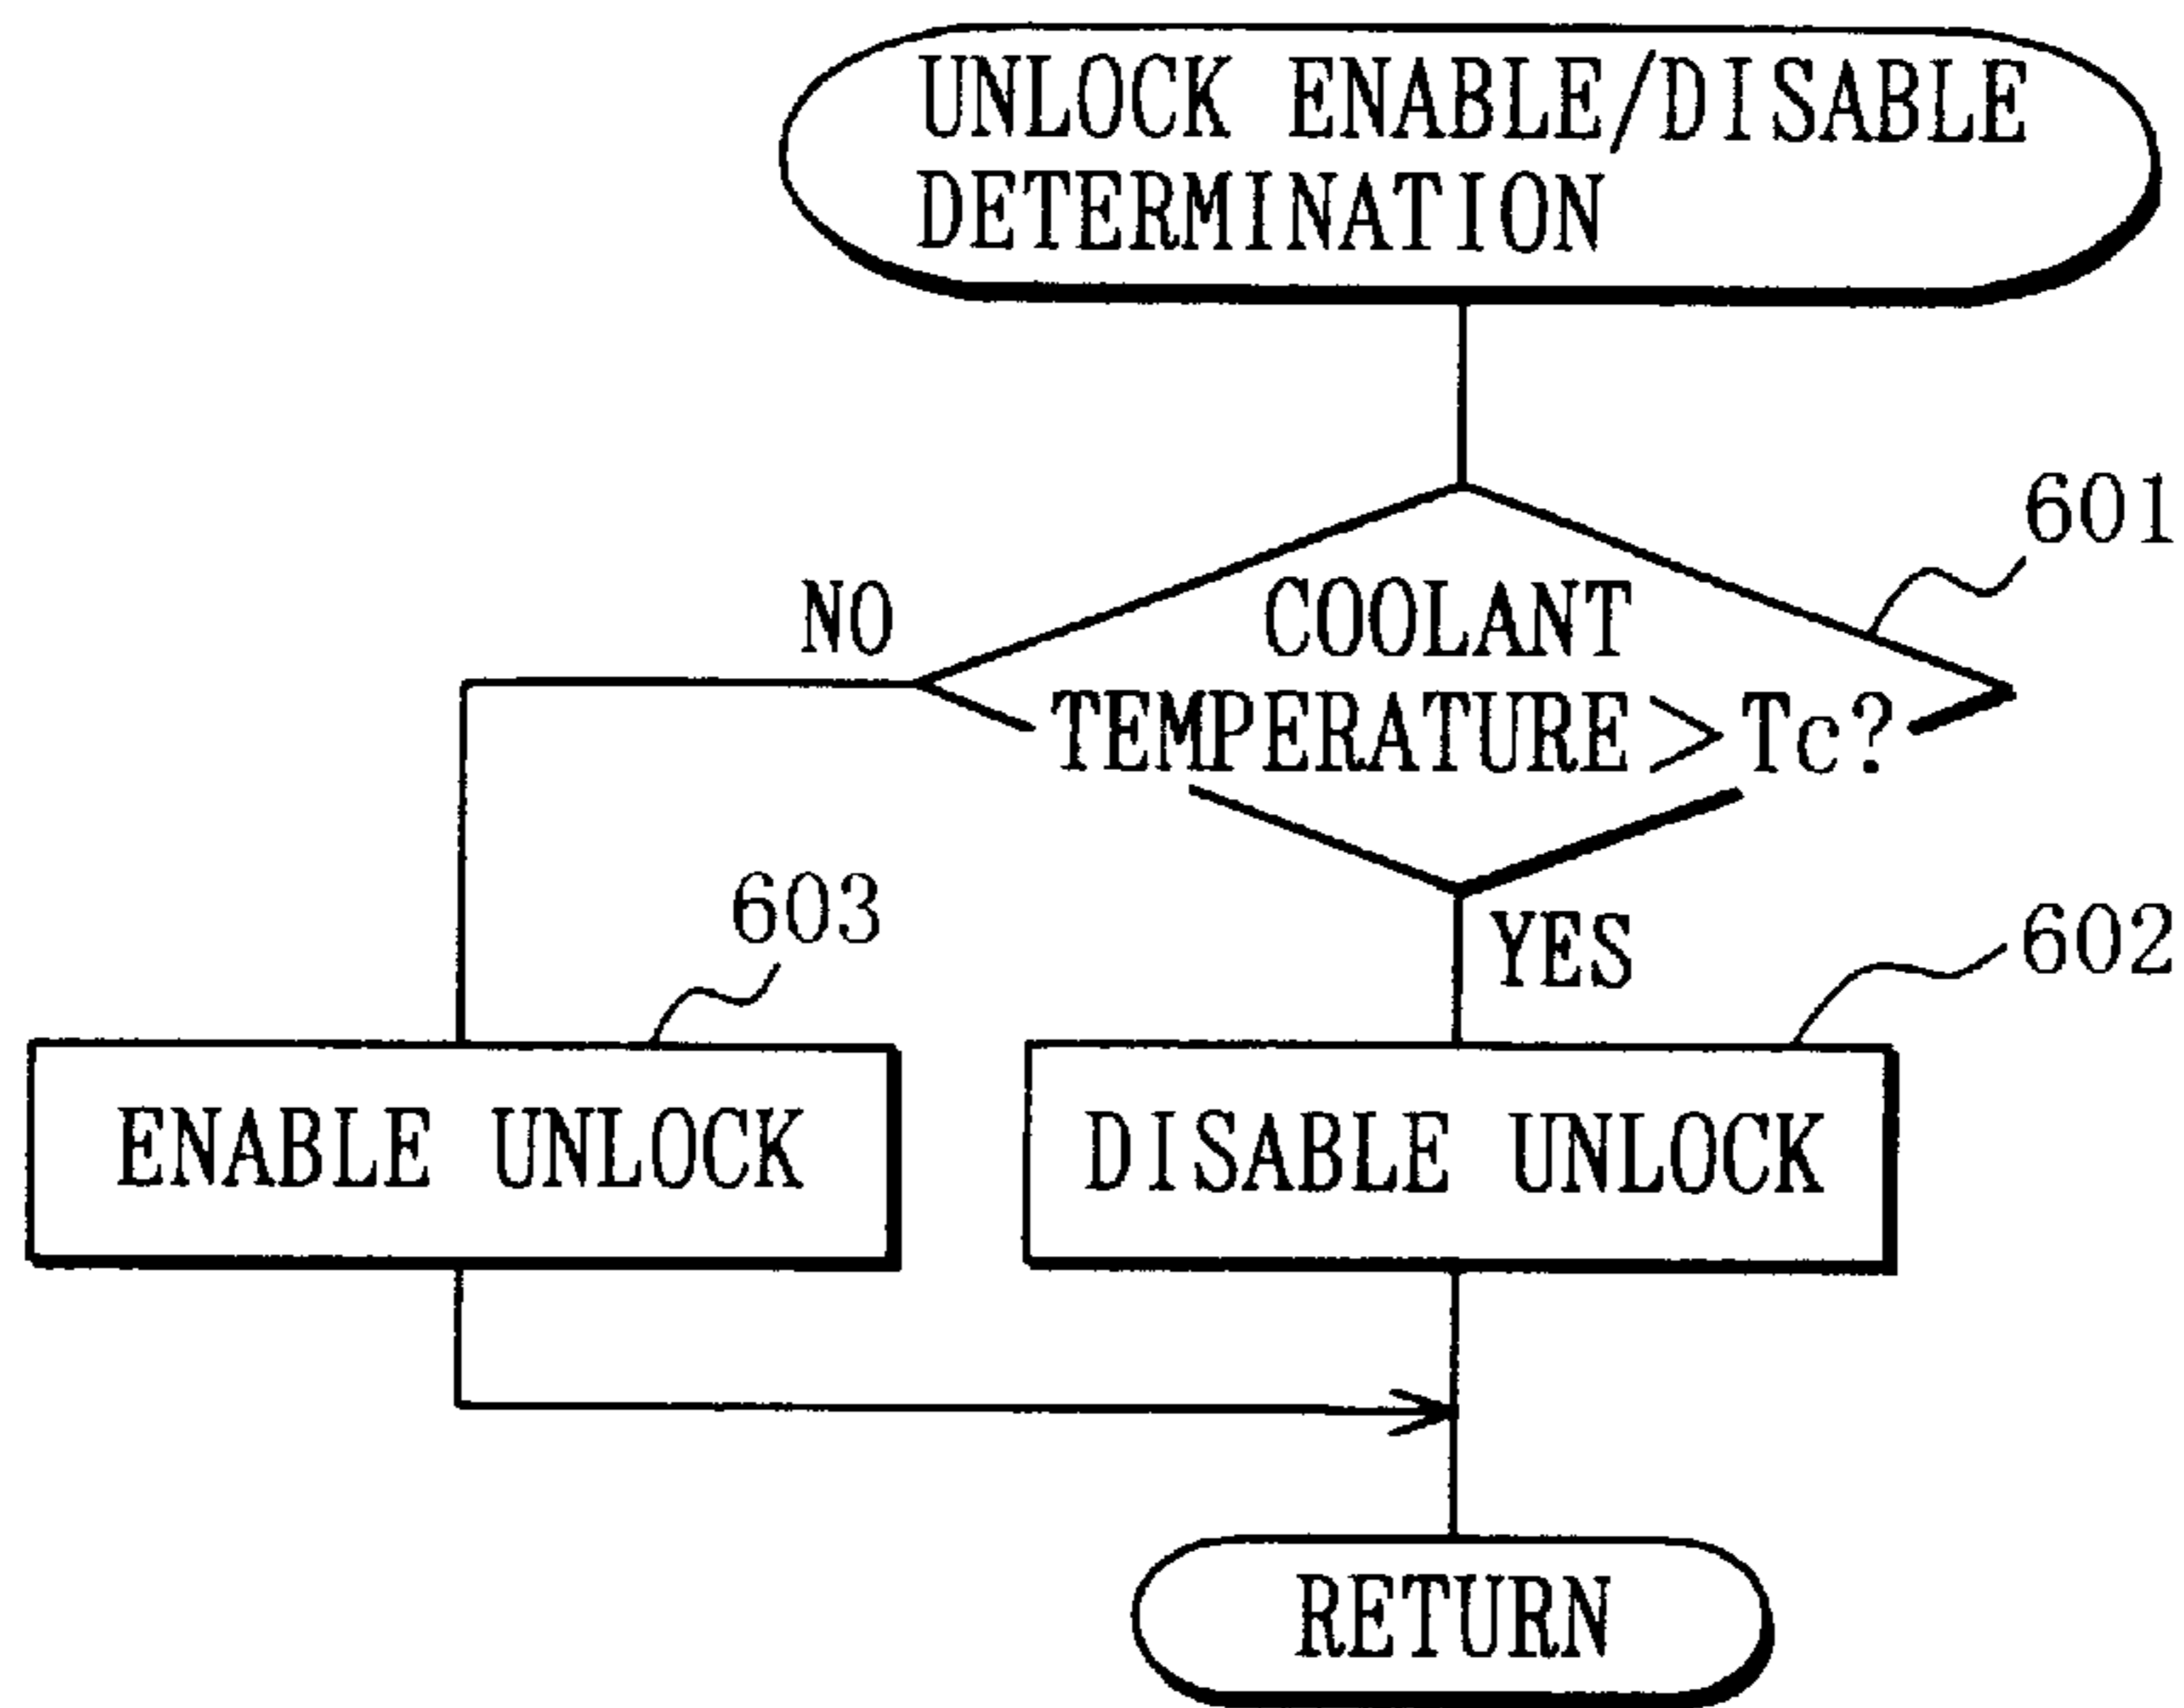 UNLOCK ENABLE/DISABLE
DETERMINATION
601
NO
COOLANT
TEMPERATURE>Tc?
603
YES
602
ENABLE UNLOCK
DISABLE UNLOCK
RETURN